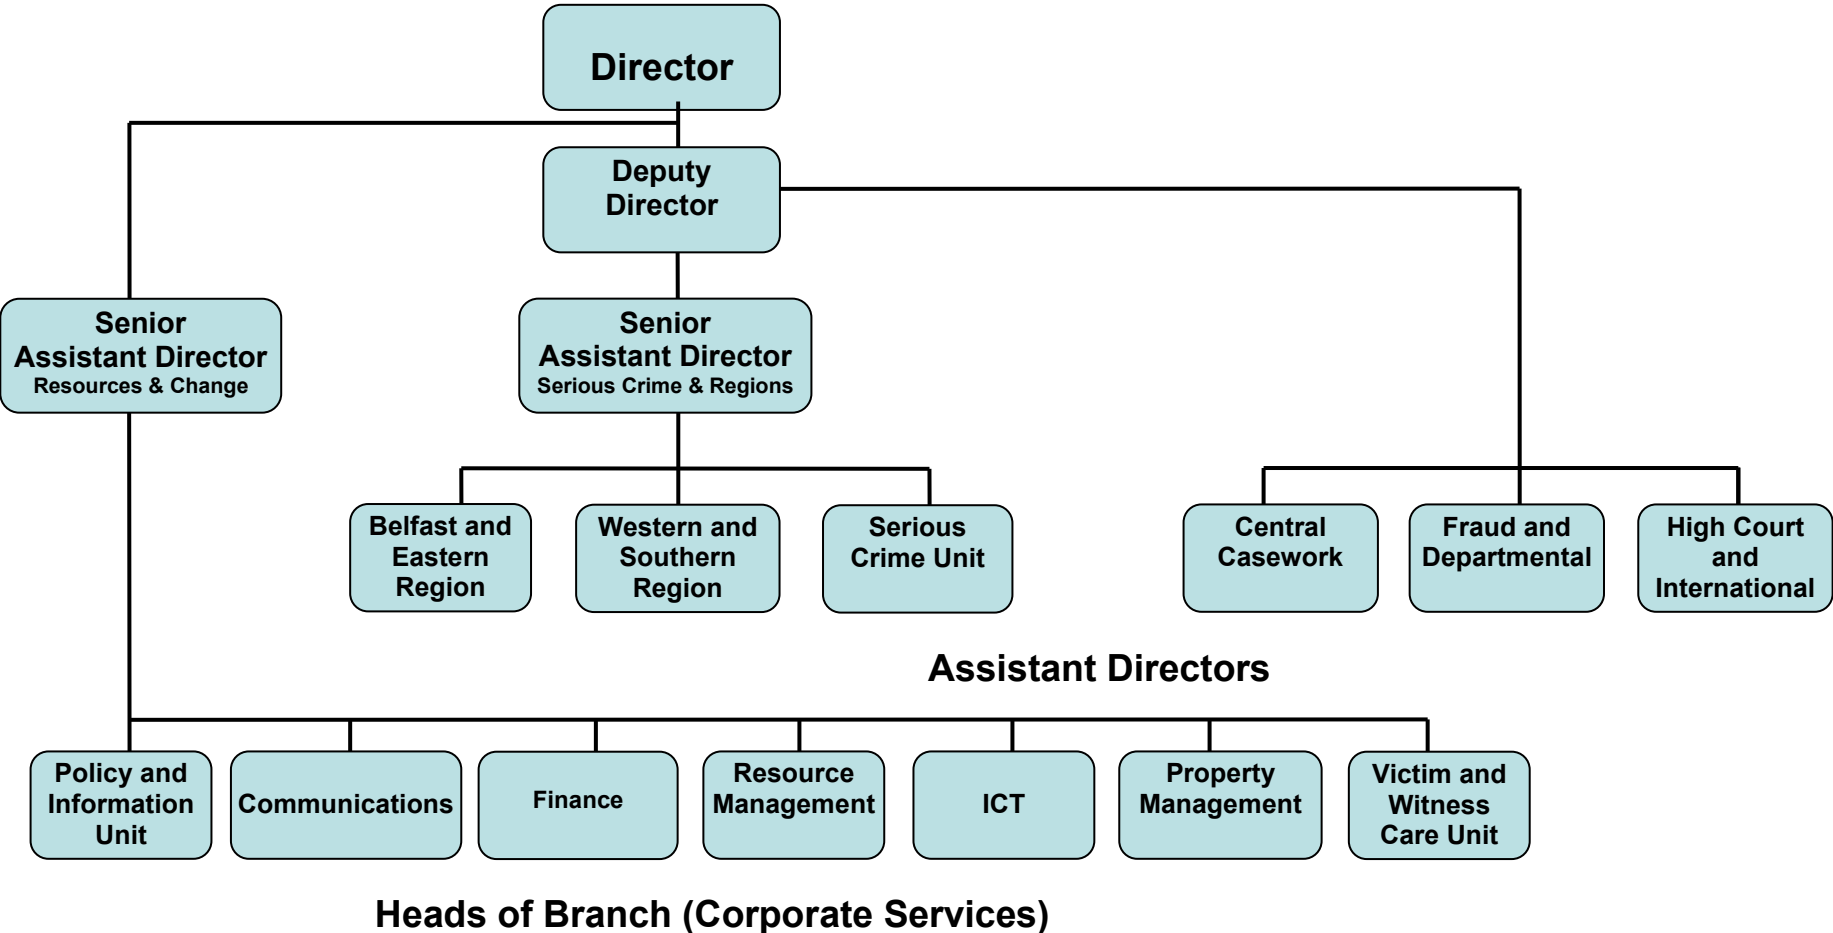 Director
Deputy
Director
Senior
Assistant Director
Resources & Change
Senior
Assistant Director
Serious Crime & Regions
Belfast and
Eastern
Region
Western and
Southern
Region
Serious
Crime Unit
Central
Casework
Fraud and
Departmental
High Court
and
International
Assistant Directors
Policy and
Information
Unit
Communications
Finance
Resource
Management
ICT
Property
Management
Victim and
Witness
Care Unit
Heads of Branch (Corporate Services)